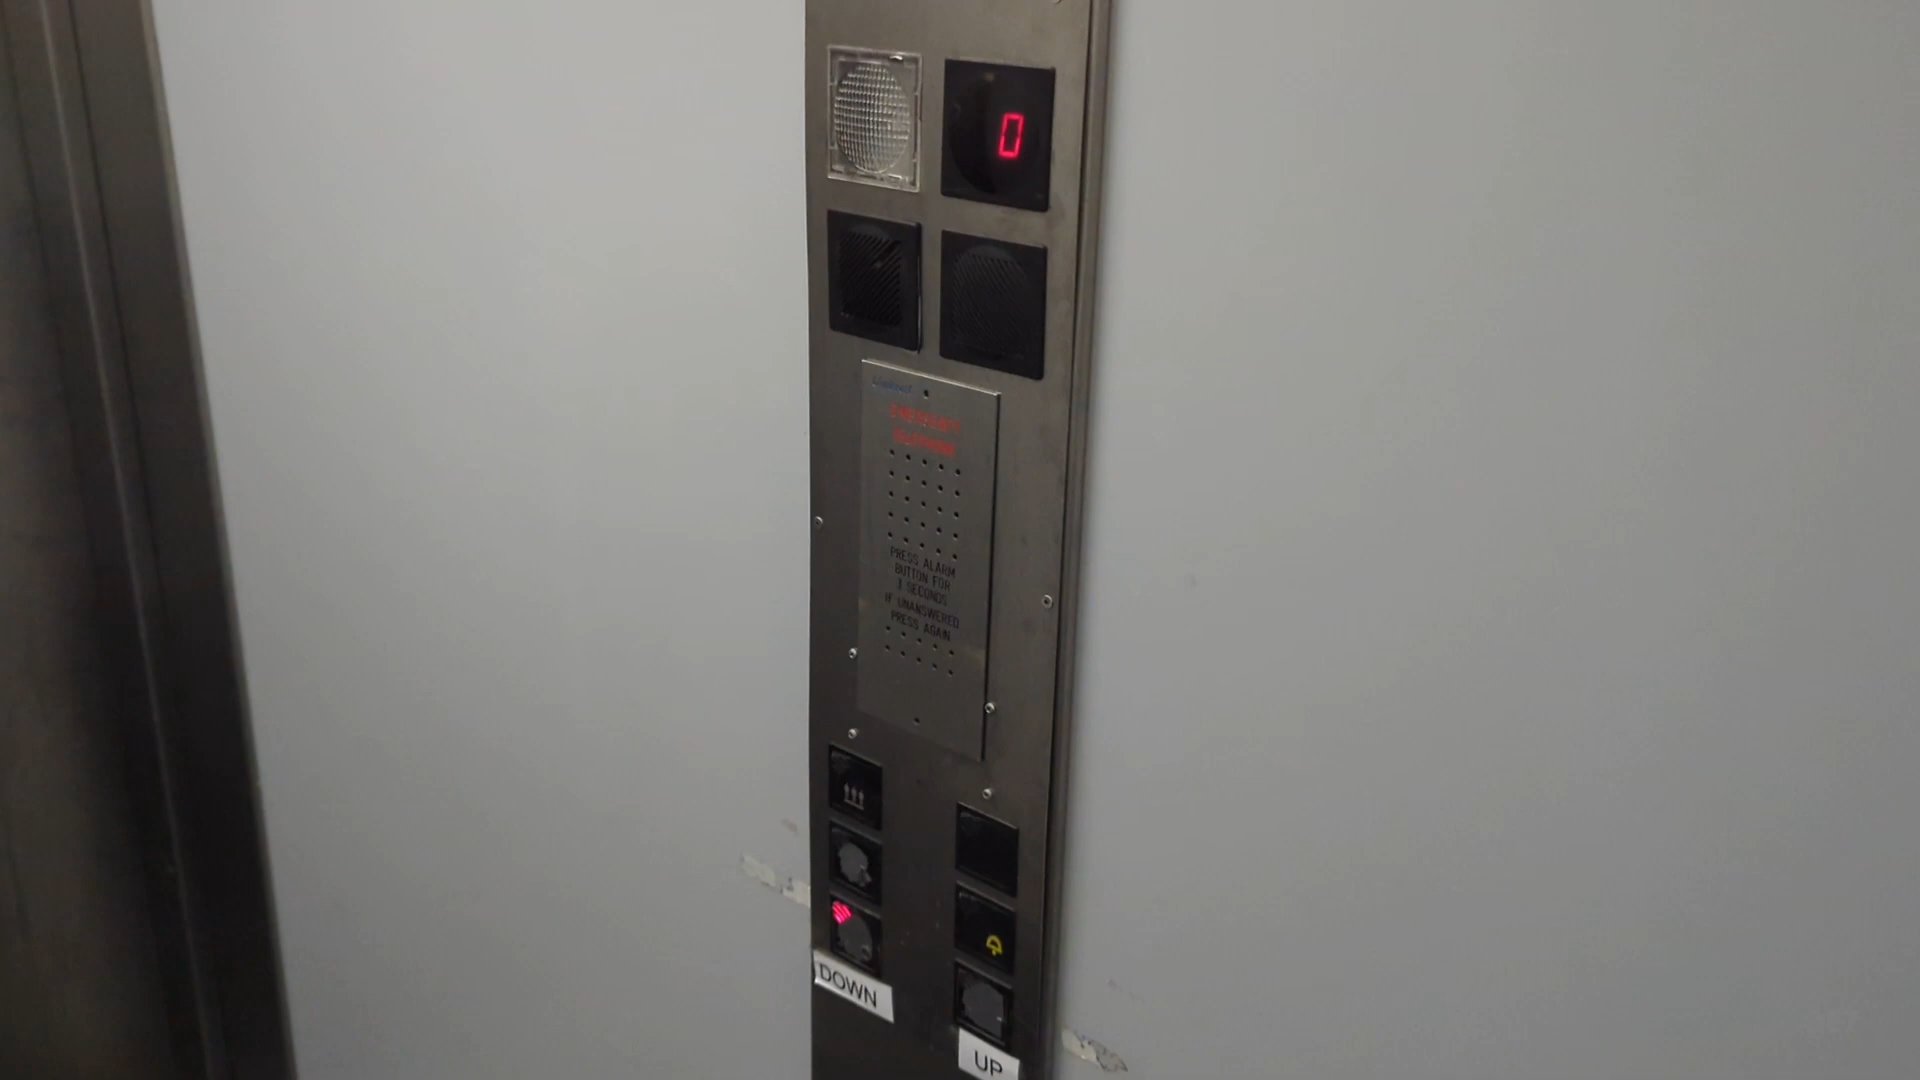 0
EMERGENCY
TELEPHONE
PRESS ALARM
BUTTON FOR
3 SECONDS
IF UNANSWERED
PRESS AGAIN
DOWN
UP